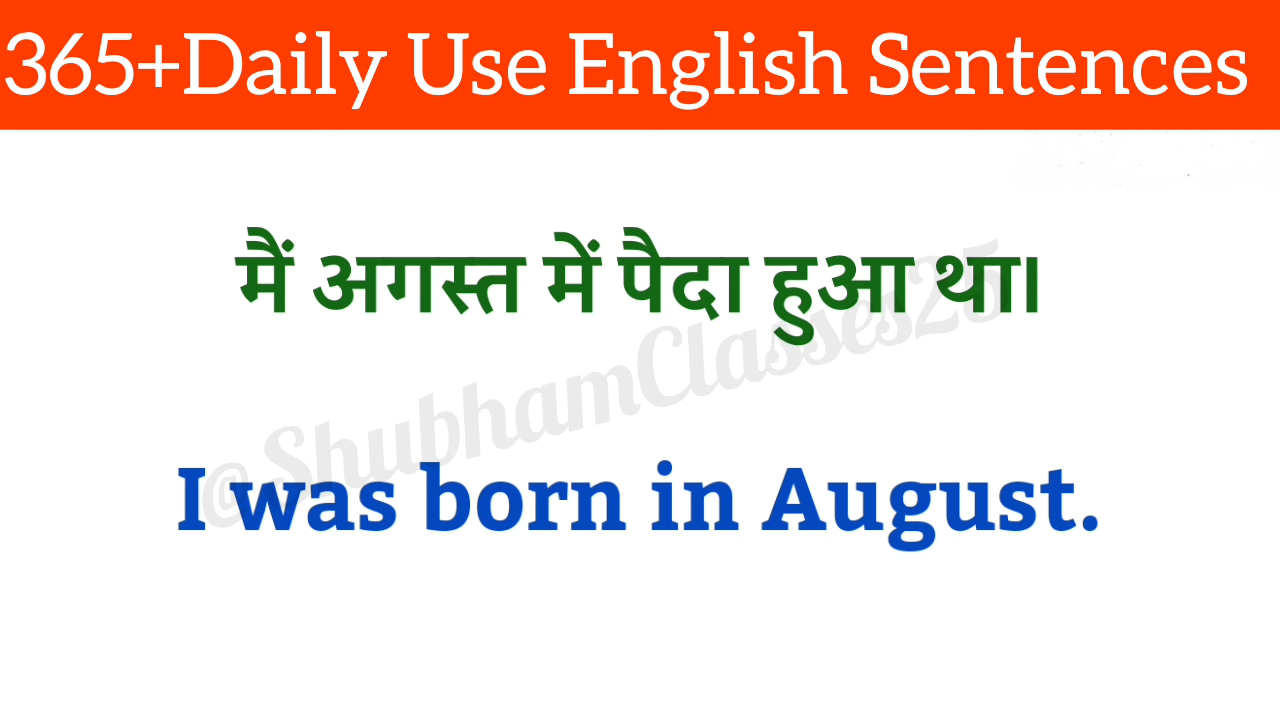 365+Daily Use English Sentences
मैं अगस्त में पैदा हुआ था।
@ShubhamClasses25
I was born in August.